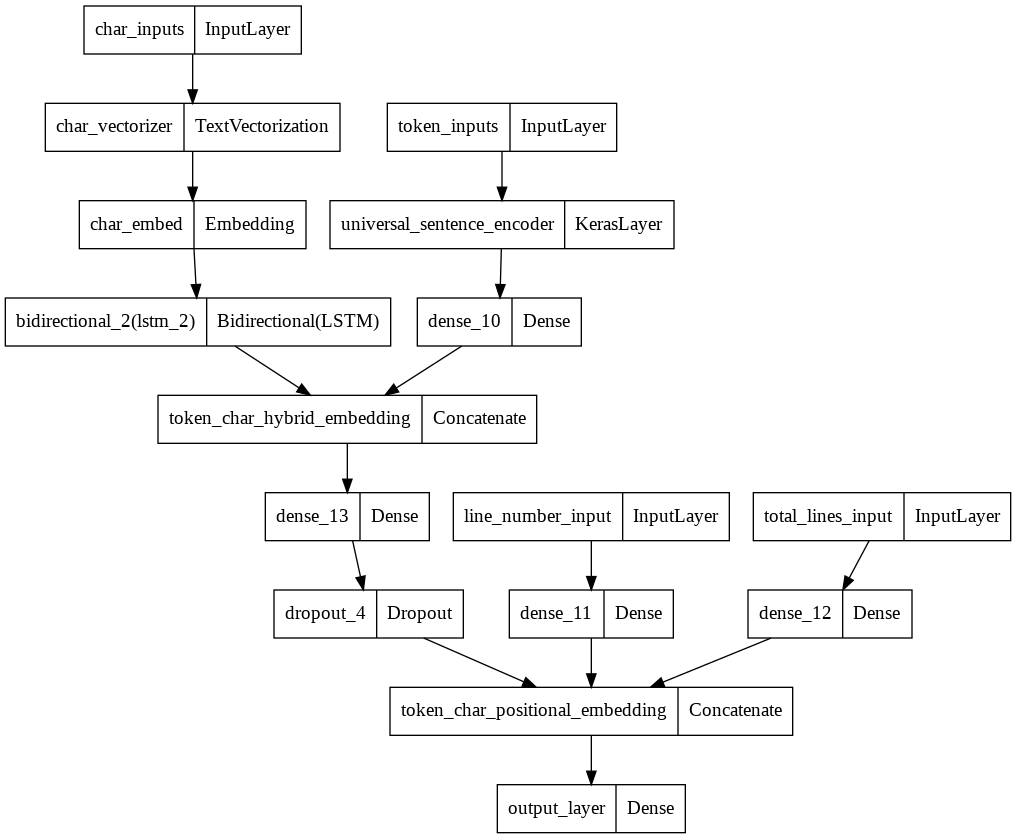 char_inputs InputLayer
char_vectorizer TextVectorization
token_inputs InputLayer
char_embed Embedding
universal_sentence_encoder KerasLayer
bidirectional_2(lstm_2) Bidirectional(LSTM)
dense_10 Dense
token_char_hybrid_embedding Concatenate
dense_13 Dense
line_number_input InputLayer
total_lines_input InputLayer
dropout_4 Dropout
dense_11 Dense
dense_12 Dense
token_char_positional_embedding Concatenate
output_layer Dense